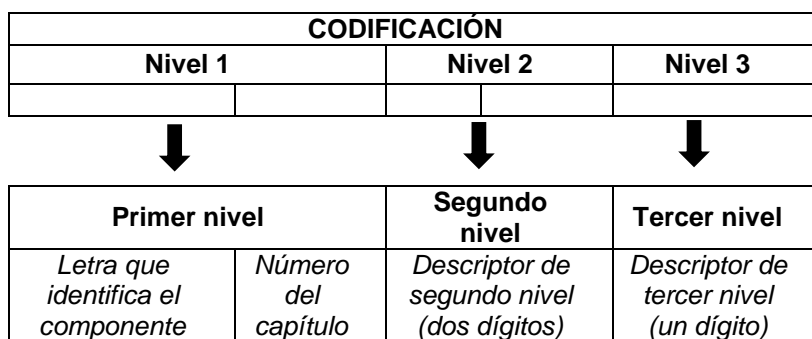 CODIFICACIÓN
Nivel 1 Nivel 2 Nivel 3
Primer nivel Segundo nivel Tercer nivel
Letra que identifica el componente Número del capítulo Descriptor de segundo nivel (dos dígitos) Descriptor de tercer nivel (un dígito)